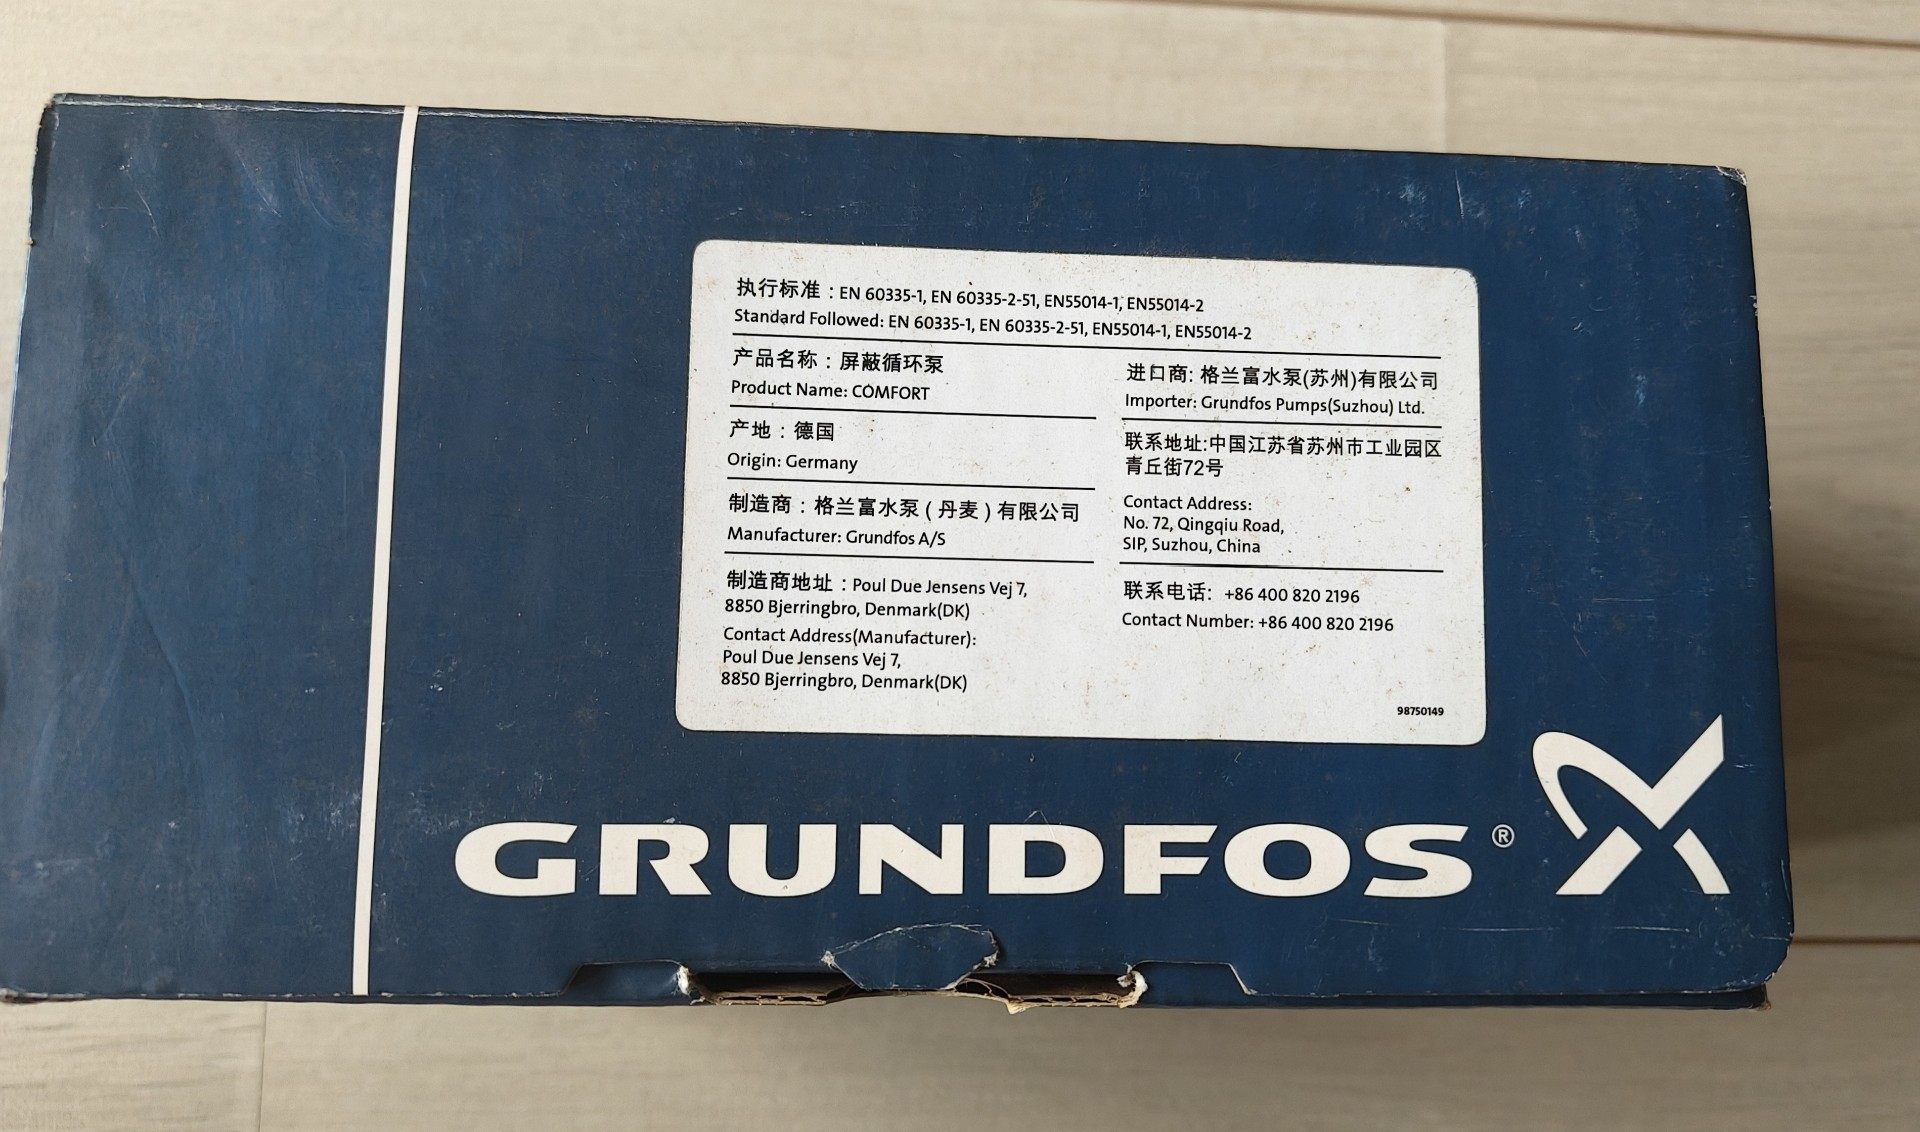 执行标准：EN 60335-1, EN 60335-2-51, EN55014-1, EN55014-2
Standard Followed: EN 60335-1, EN 60335-2-51, EN55014-1, EN55014-2
产品名称：屏蔽循环泵
Product Name: COMFORT
产地：德国
Origin: Germany
制造商：格兰富水泵(丹麦)有限公司
Manufacturer: Grundfos A/S
制造商地址：Poul Due Jensens Vej 7,
8850 Bjerringbro, Denmark(DK)
Contact Address(Manufacturer):
Poul Due Jensens Vej 7,
8850 Bjerringbro, Denmark(DK)
进口商: 格兰富水泵(苏州)有限公司
Importer: Grundfos Pumps(Suzhou) Ltd.
联系地址:中国江苏省苏州市工业园区
青丘街72号
Contact Address:
No. 72, Qingqiu Road,
SIP, Suzhou, China
联系电话: +86 400 820 2196
Contact Number: +86 400 820 2196
98750149
GRUNDFOS®